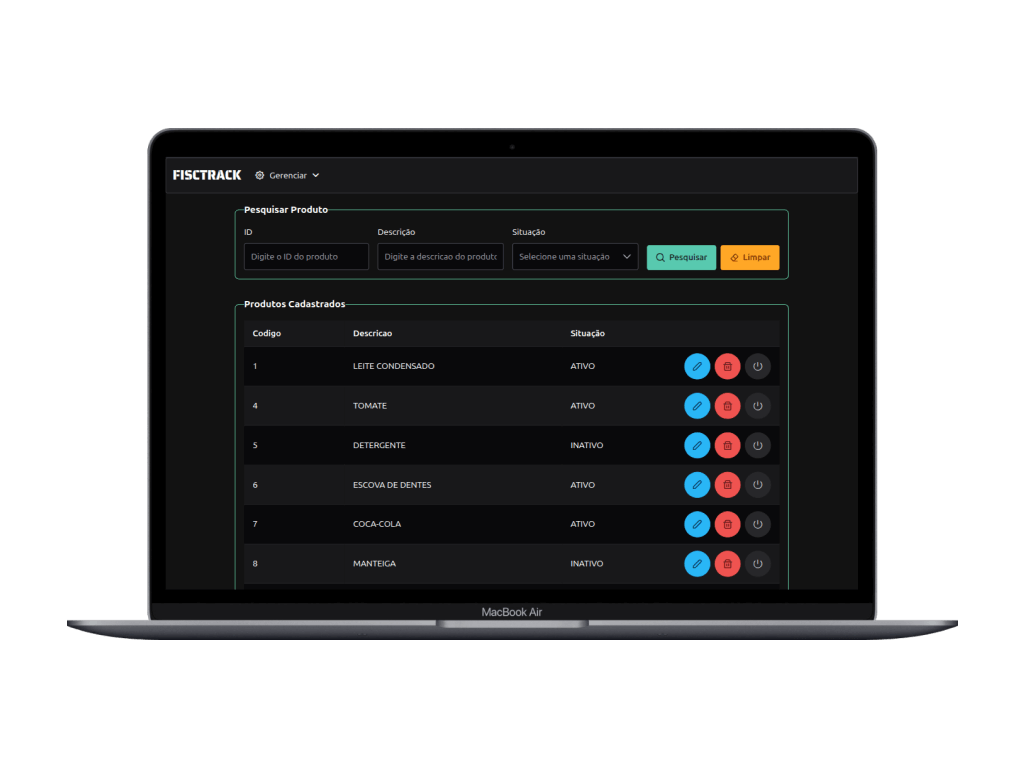 FISCTRACK Gerenciar
Pesquisar Produto
ID Descrição Situação
Digite o ID do produto Digite a descricao do produto Selecione uma situação Pesquisar Limpar
Produtos Cadastrados
Codigo Descricao Situação
1 LEITE CONDENSADO ATIVO
4 TOMATE ATIVO
5 DETERGENTE INATIVO
6 ESCOVA DE DENTES ATIVO
7 COCA-COLA ATIVO
8 MANTEIGA INATIVO
MacBook Air